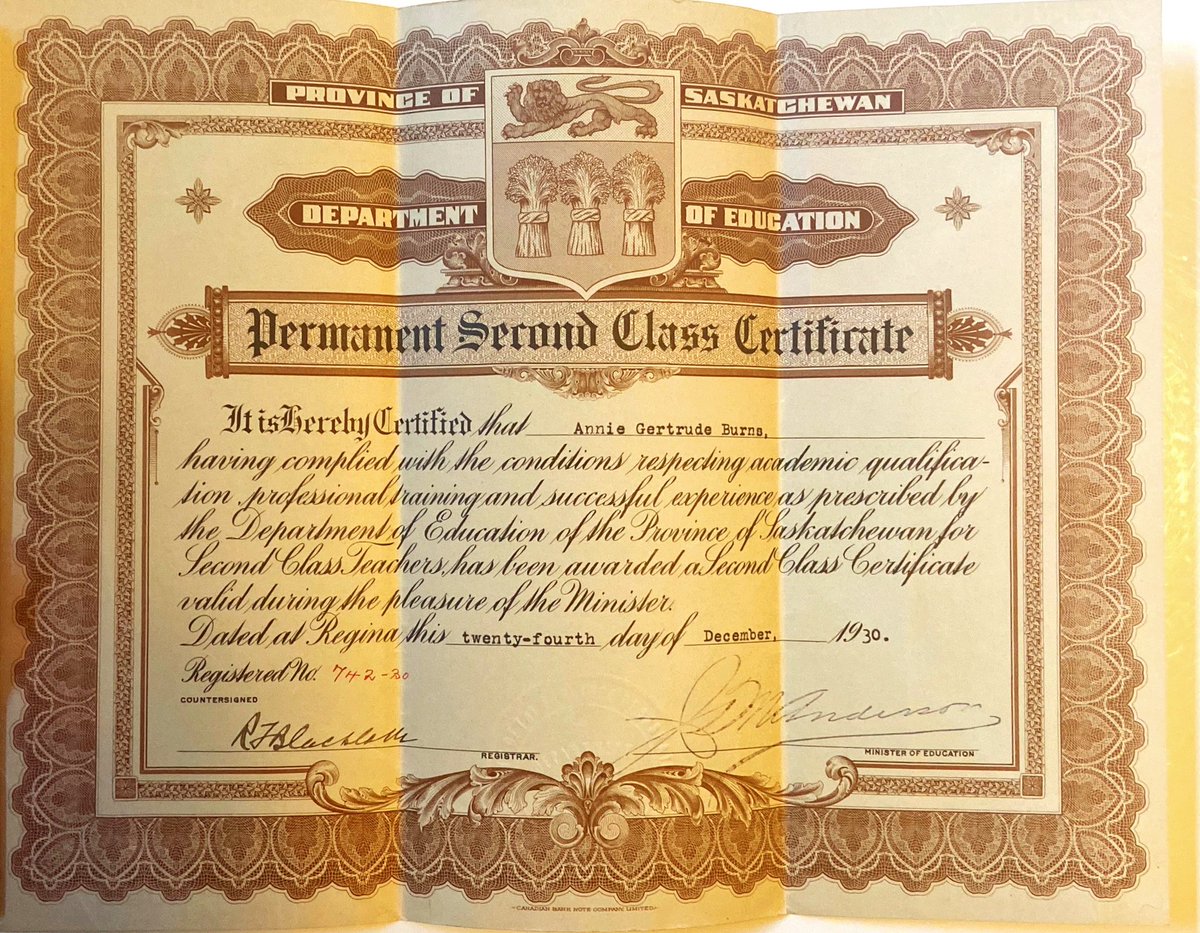 PROVINCE OF SASKATCHEWAN
DEPARTMENT OF EDUCATION
Permanent Second Class Certificate
It is Hereby Certified that Annie Gertrude Burns,
having complied with the conditions respecting academic qualifica-
tion, professional training and successful experience as prescribed by
the Department of Education of the Province of Saskatchewan for
Second Class Teachers, has been awarded a Second Class Certificate
valid during the pleasure of the Minister.
Dated at Regina this twenty-fourth day of December, 1930.
Registered No. 742-30
COUNTERSIGNED
REGISTRAR.
Anderson
MINISTER OF EDUCATION
CANADIAN BANK NOTE COMPANY, LIMITED